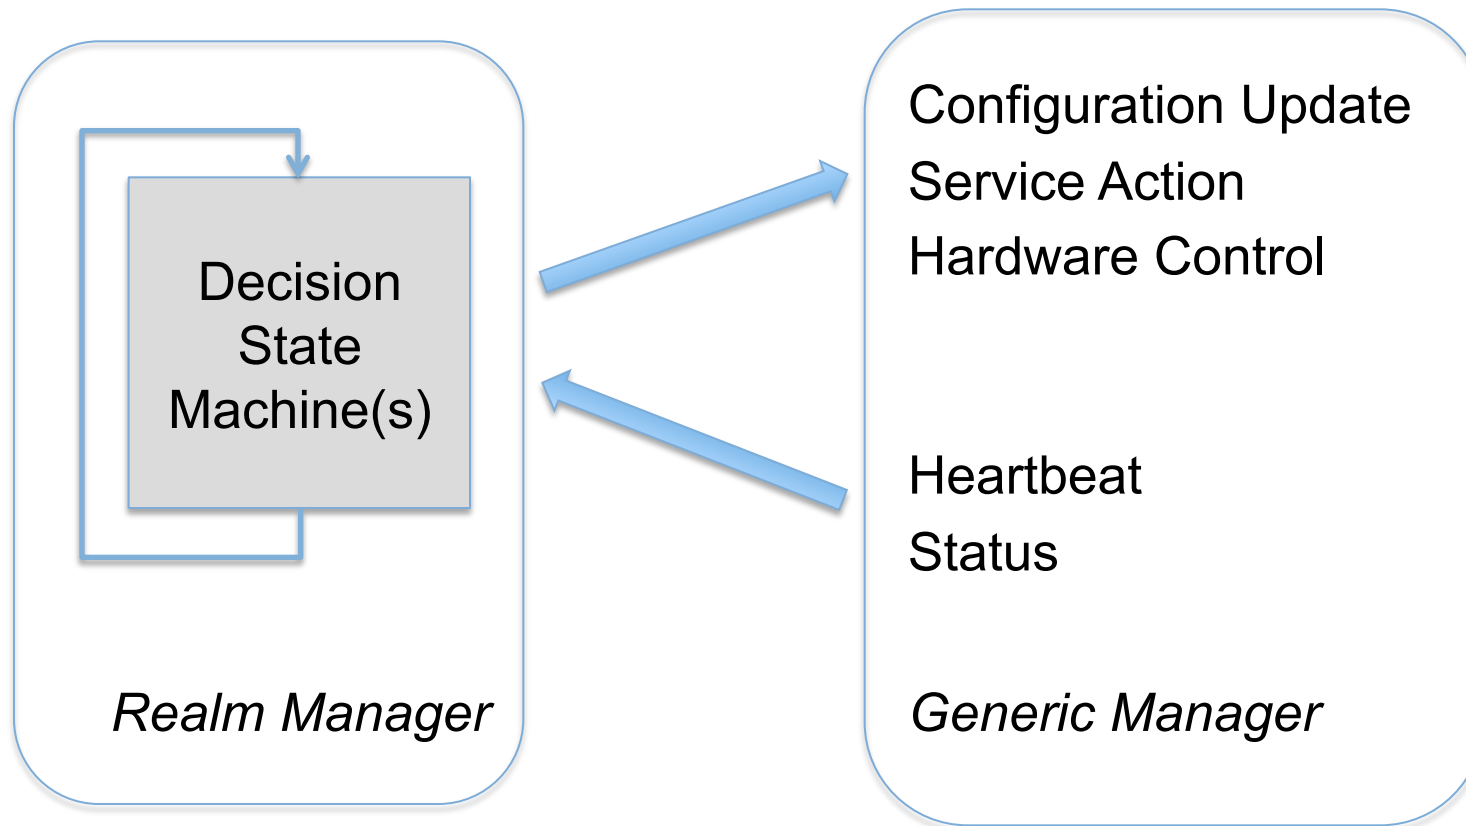 Decision
State
Machine(s)
Realm Manager
Configuration Update
Service Action
Hardware Control
Heartbeat
Status
Generic Manager